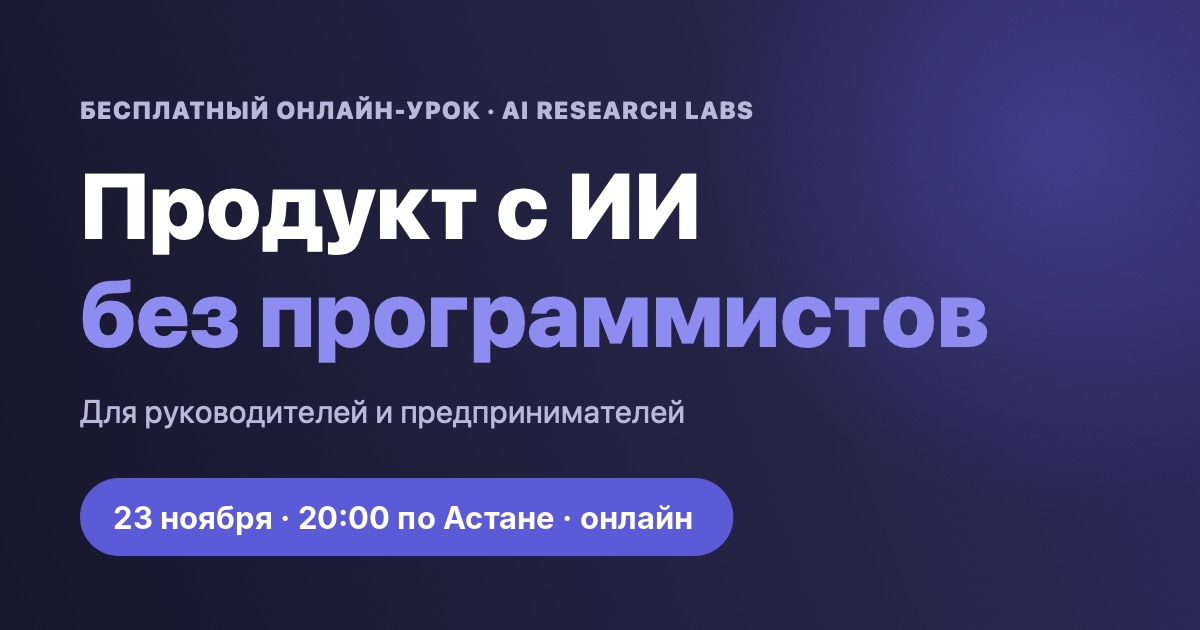 БЕСПЛАТНЫЙ ОНЛАЙН-УРОК · AI RESEARCH LABS
Продукт с ИИ
без программистов
Для руководителей и предпринимателей
23 ноября · 20:00 по Астане · онлайн